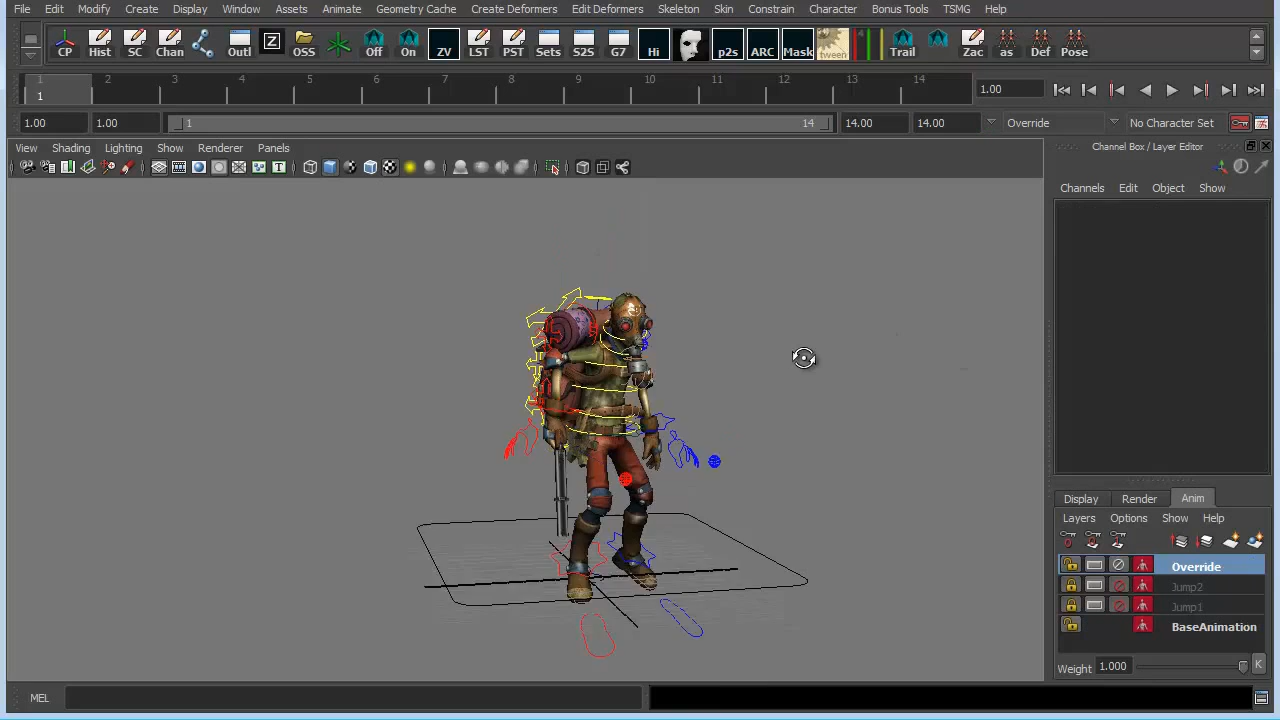 File Edit Modify Create Display Window Assets Animate Geometry Cache Create Deformers Edit Deformers Skeleton Skin Constrain Character Bonus Tools TSMG Help
CP Hist SC Chan Outl Z OSS Off On ZV LST PST Sets S2S G7 Hi p2s ARC Mask tween Trail Zac as Def Pose
1 2 3 4 5 6 7 8 9 10 11 12 13 14
1 1.00
1.00 1.00 1 14 14.00 14.00 Override No Character Set
View Shading Lighting Show Renderer Panels
Channel Box / Layer Editor
Channels Edit Object Show
Display Render Anim
Layers Options Show Help
Override
Jump2
Jump1
BaseAnimation
Weight 1.000 K
MEL